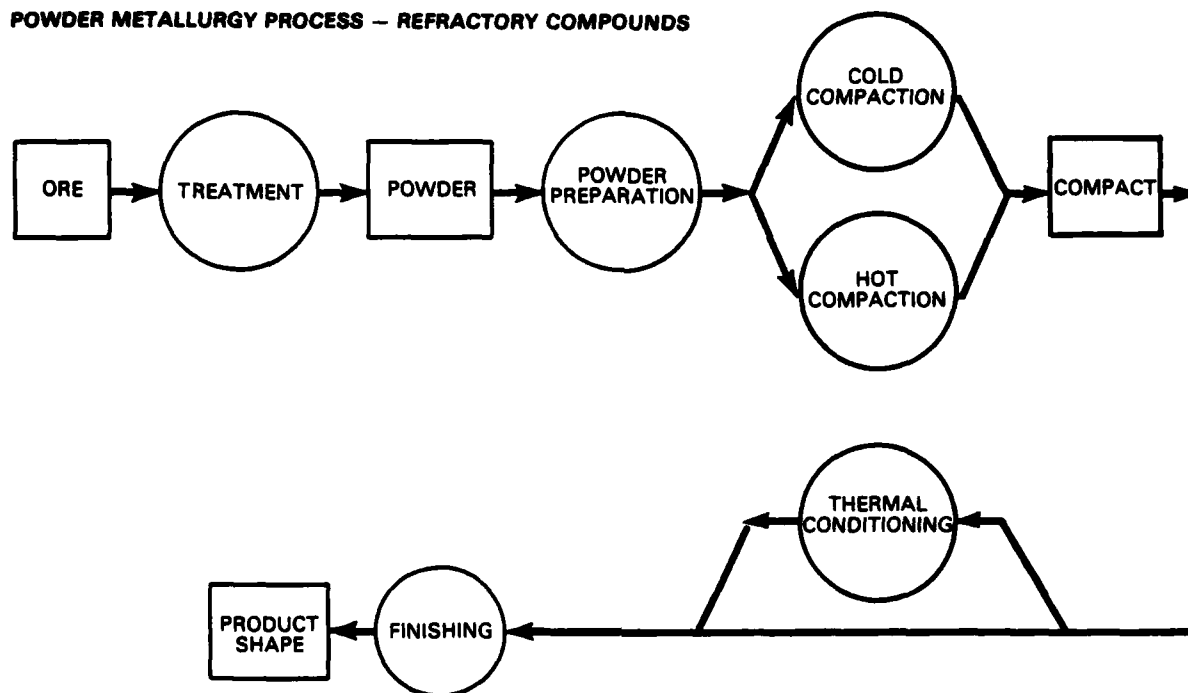 POWDER METALLURGY PROCESS – REFRACTORY COMPOUNDS
ORE
TREATMENT
POWDER
POWDER
PREPARATION
COLD
COMPACTION
HOT
COMPACTION
COMPACT
THERMAL
CONDITIONING
FINISHING
PRODUCT
SHAPE